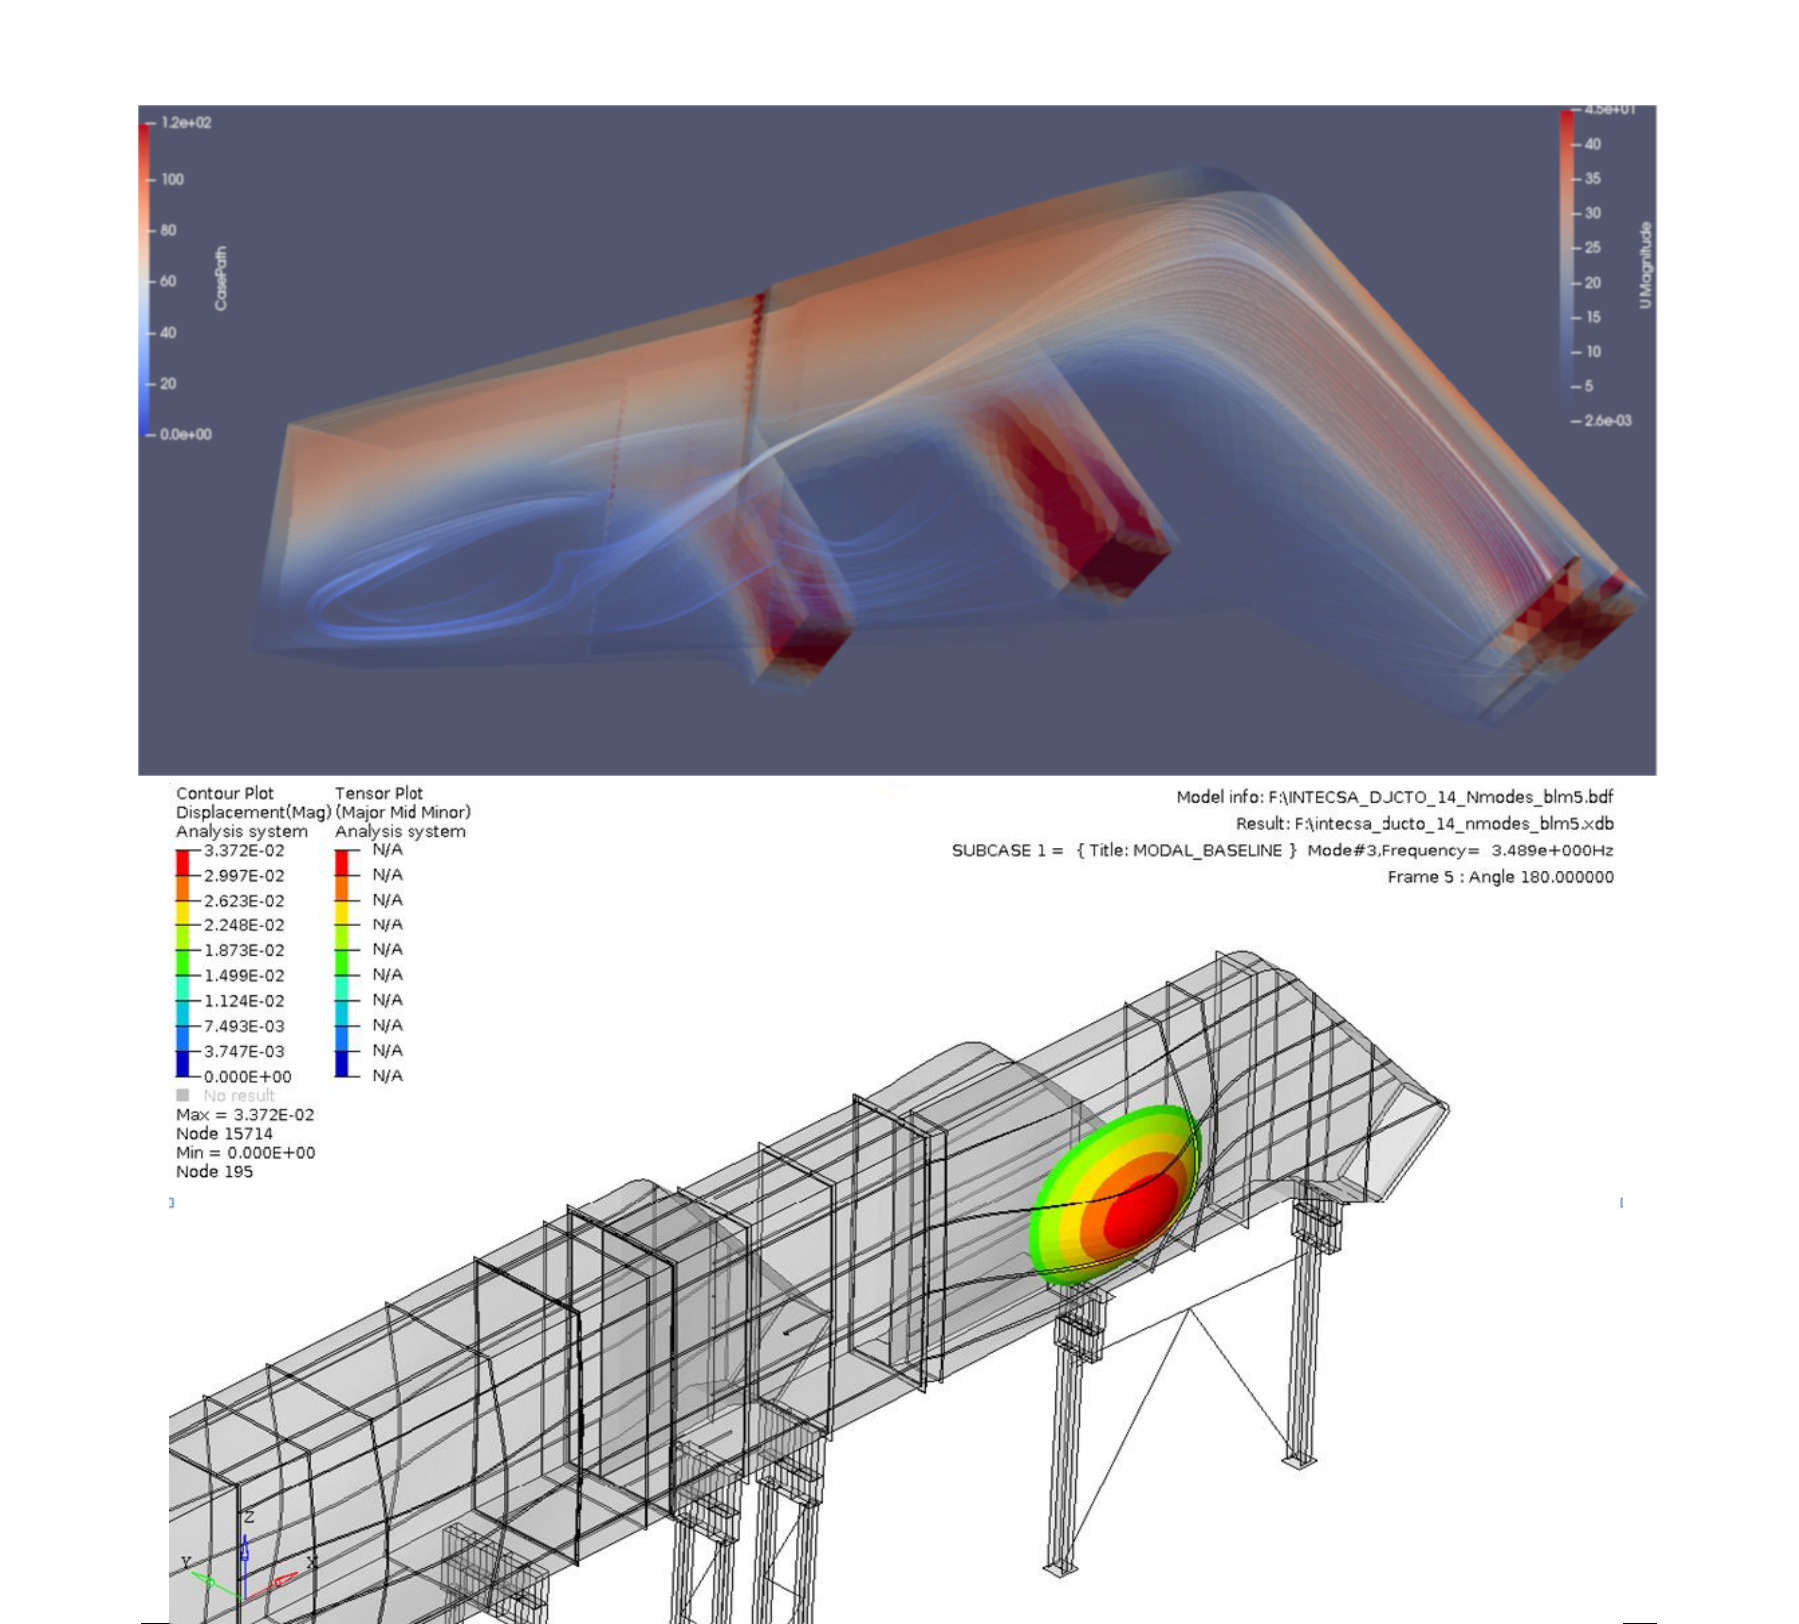 1.2e+02
100
80
60
40
20
0.0e+00
CasePath
4.5e+01
40
35
30
25
20
15
10
5
2.6e-03
U Magnitude
Contour Plot
Displacement(Mag)
Analysis system
3.372E-02
2.997E-02
2.623E-02
2.248E-02
1.873E-02
1.499E-02
1.124E-02
7.493E-03
3.747E-03
0.000E+00
No result
Max = 3.372E-02
Node 15714
Min = 0.000E+00
Node 195
Tensor Plot
(Major Mid Minor)
Analysis system
N/A
N/A
N/A
N/A
N/A
N/A
N/A
N/A
N/A
N/A
Model info: F:\INTECSA_DUCTO_14_Nmodes_blm5.bdf
Result: F:\intecsa_ducto_14_nmodes_blm5.xdb
SUBCASE 1 = { Title: MODAL_BASELINE } Mode#3,Frequency= 3.489e+000Hz
Frame 5 : Angle 180.000000
Z
Y
X